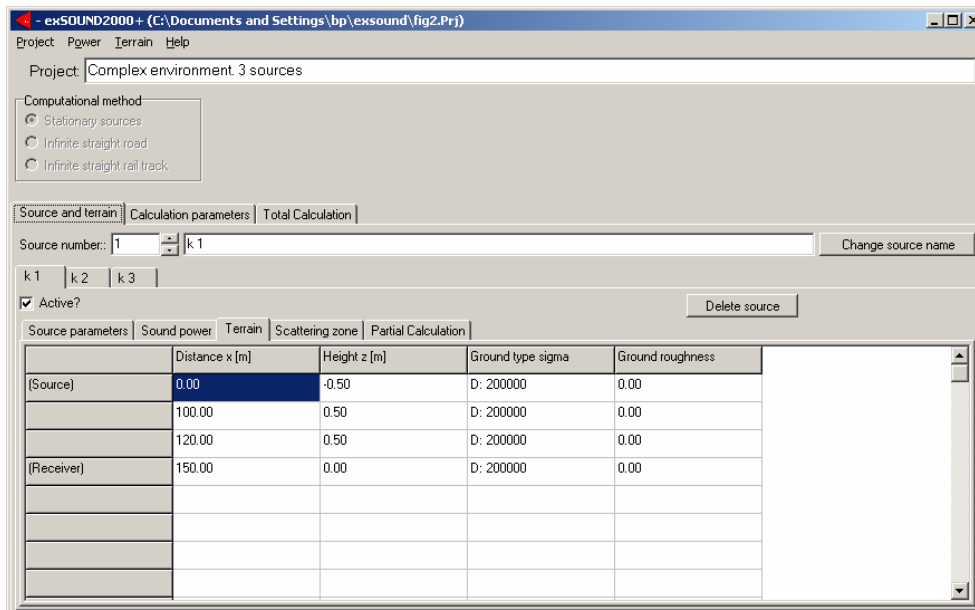 - exSOUND2000+ (C:\Documents and Settings\bp\exsound\fig2.Prj)
Project Power Terrain Help
Project: Complex environment. 3 sources
Computational method
Stationary sources
Infinite straight road
Infinite straight rail track
Source and terrain Calculation parameters Total Calculation
Source number:: 1 k 1 Change source name
k 1 k 2 k 3
Active? Delete source
Source parameters Sound power Terrain Scattering zone Partial Calculation
Distance x [m] Height z [m] Ground type sigma Ground roughness
(Source) 0.00 -0.50 D: 200000 0.00
100.00 0.50 D: 200000 0.00
120.00 0.50 D: 200000 0.00
(Receiver) 150.00 0.00 D: 200000 0.00